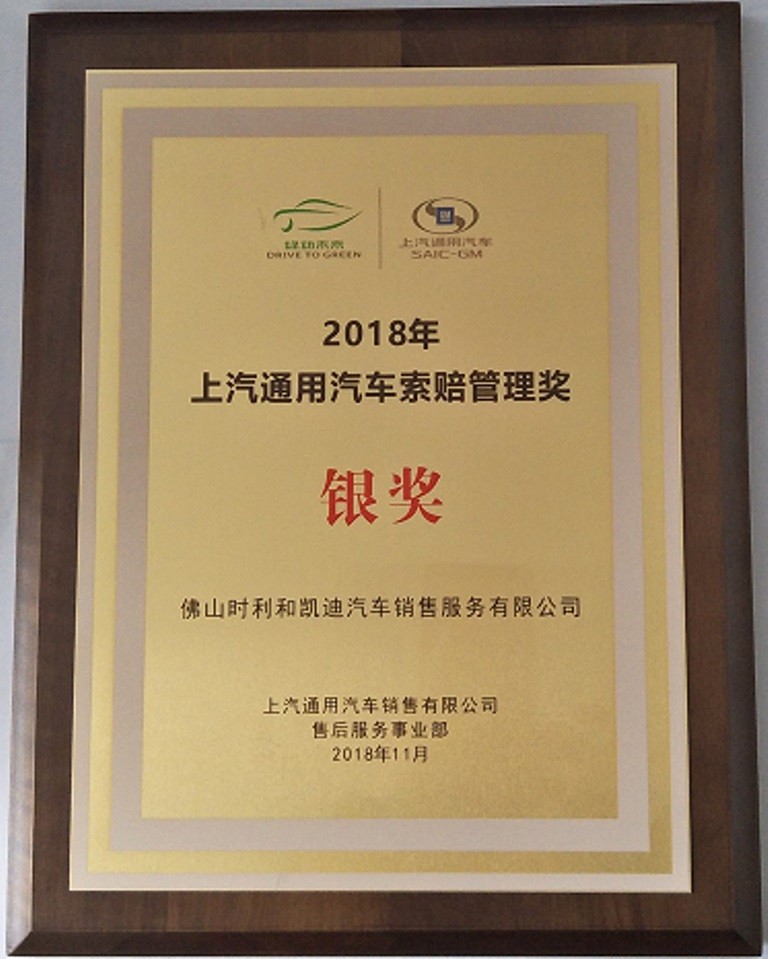 绿动未来
DRIVE TO GREEN
上汽通用汽车
SAIC-GM
2018年
上汽通用汽车索赔管理奖
银奖
佛山时利和凯迪汽车销售服务有限公司
上汽通用汽车销售有限公司
售后服务事业部
2018年11月